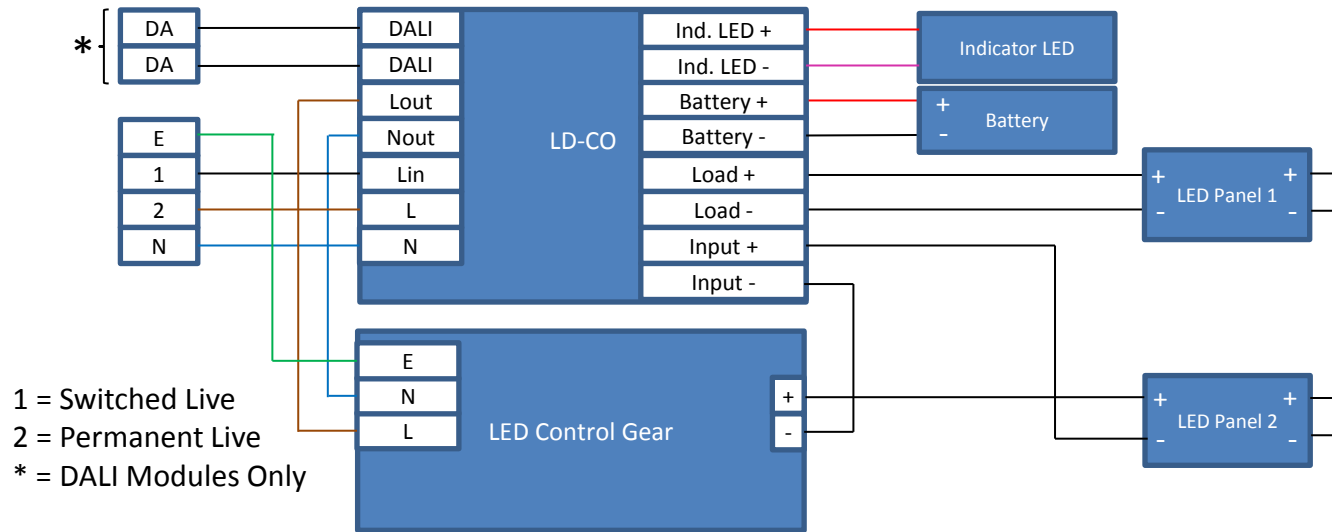 *
DA
DA
E
1
2
N
DALI
DALI
Lout
Nout
Lin
L
N
LD-CO
Ind. LED +
Ind. LED -
Battery +
Battery -
Load +
Load -
Input +
Input -
Indicator LED
+
-
Battery
+
-
LED Panel 1
+
-
E
N
L
LED Control Gear
+
-
+
-
LED Panel 2
+
-
1 = Switched Live
2 = Permanent Live
* = DALI Modules Only